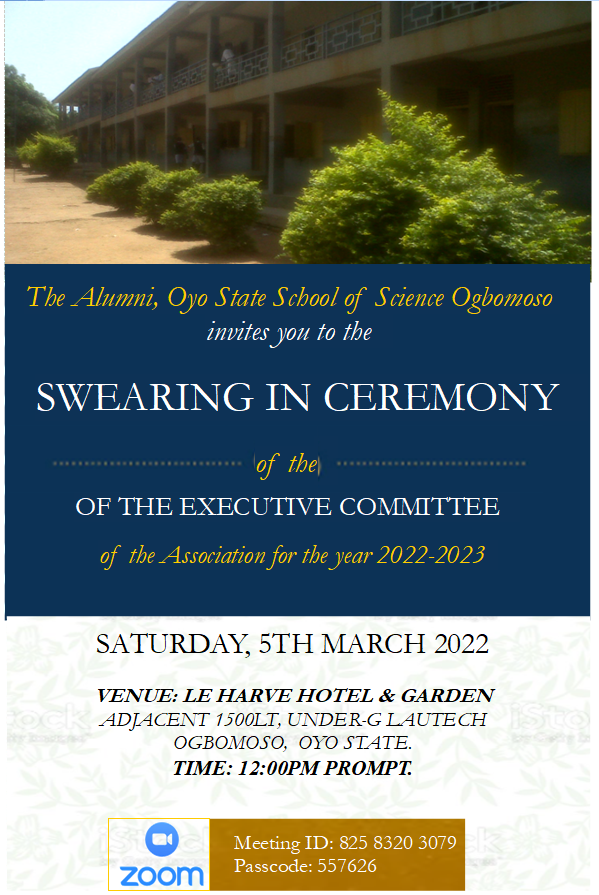 The Alumni, Oyo State School of Science Ogbomoso
invites you to the
SWEARING IN CEREMONY
of the
OF THE EXECUTIVE COMMITTEE
of the Association for the year 2022-2023
SATURDAY, 5TH MARCH 2022
VENUE: LE HARVE HOTEL & GARDEN
ADJACENT 1500LT, UNDER-G LAUTECH
OGBOMOSO, OYO STATE.
TIME: 12:00PM PROMPT.
zoom
Meeting ID: 825 8320 3079
Passcode: 557626